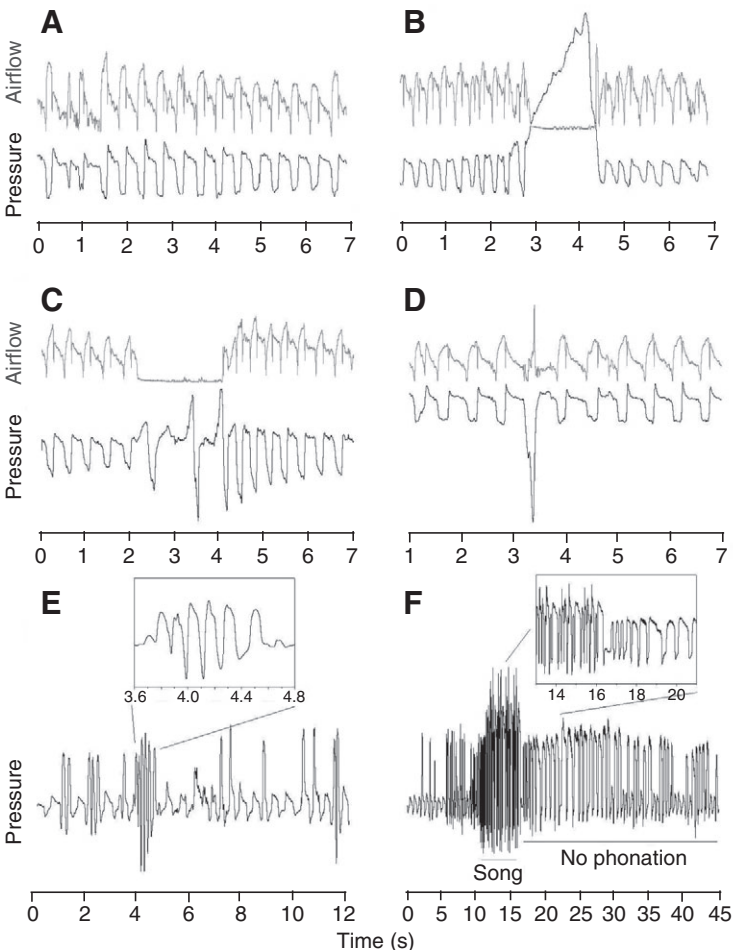 A
B
Airflow
Pressure
0 1 2 3 4 5 6 7
0 1 2 3 4 5 6 7
C
D
Airflow
Pressure
0 1 2 3 4 5 6 7
1 2 3 4 5 6 7
E
F
3.6 4.0 4.4 4.8
14 16 18 20
Pressure
Song
No phonation
0 2 4 6 8 10 12
0 5 10 15 20 25 30 35 40 45
Time (s)